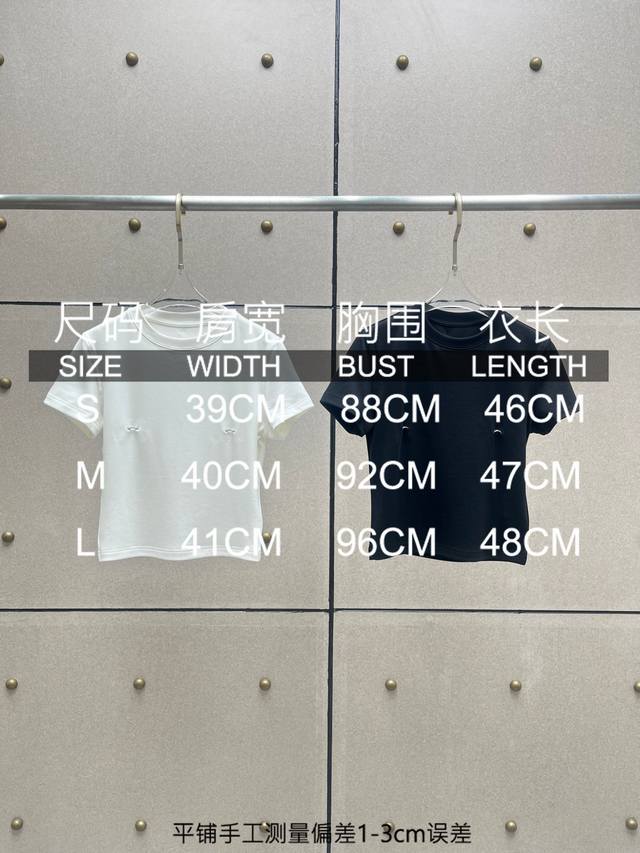 尺码 肩宽 胸围 衣长
SIZE WIDTH BUST LENGTH
S 39CM 88CM 46CM
M 40CM 92CM 47CM
L 41CM 96CM 48CM
平铺手工测量偏差1-3cm误差